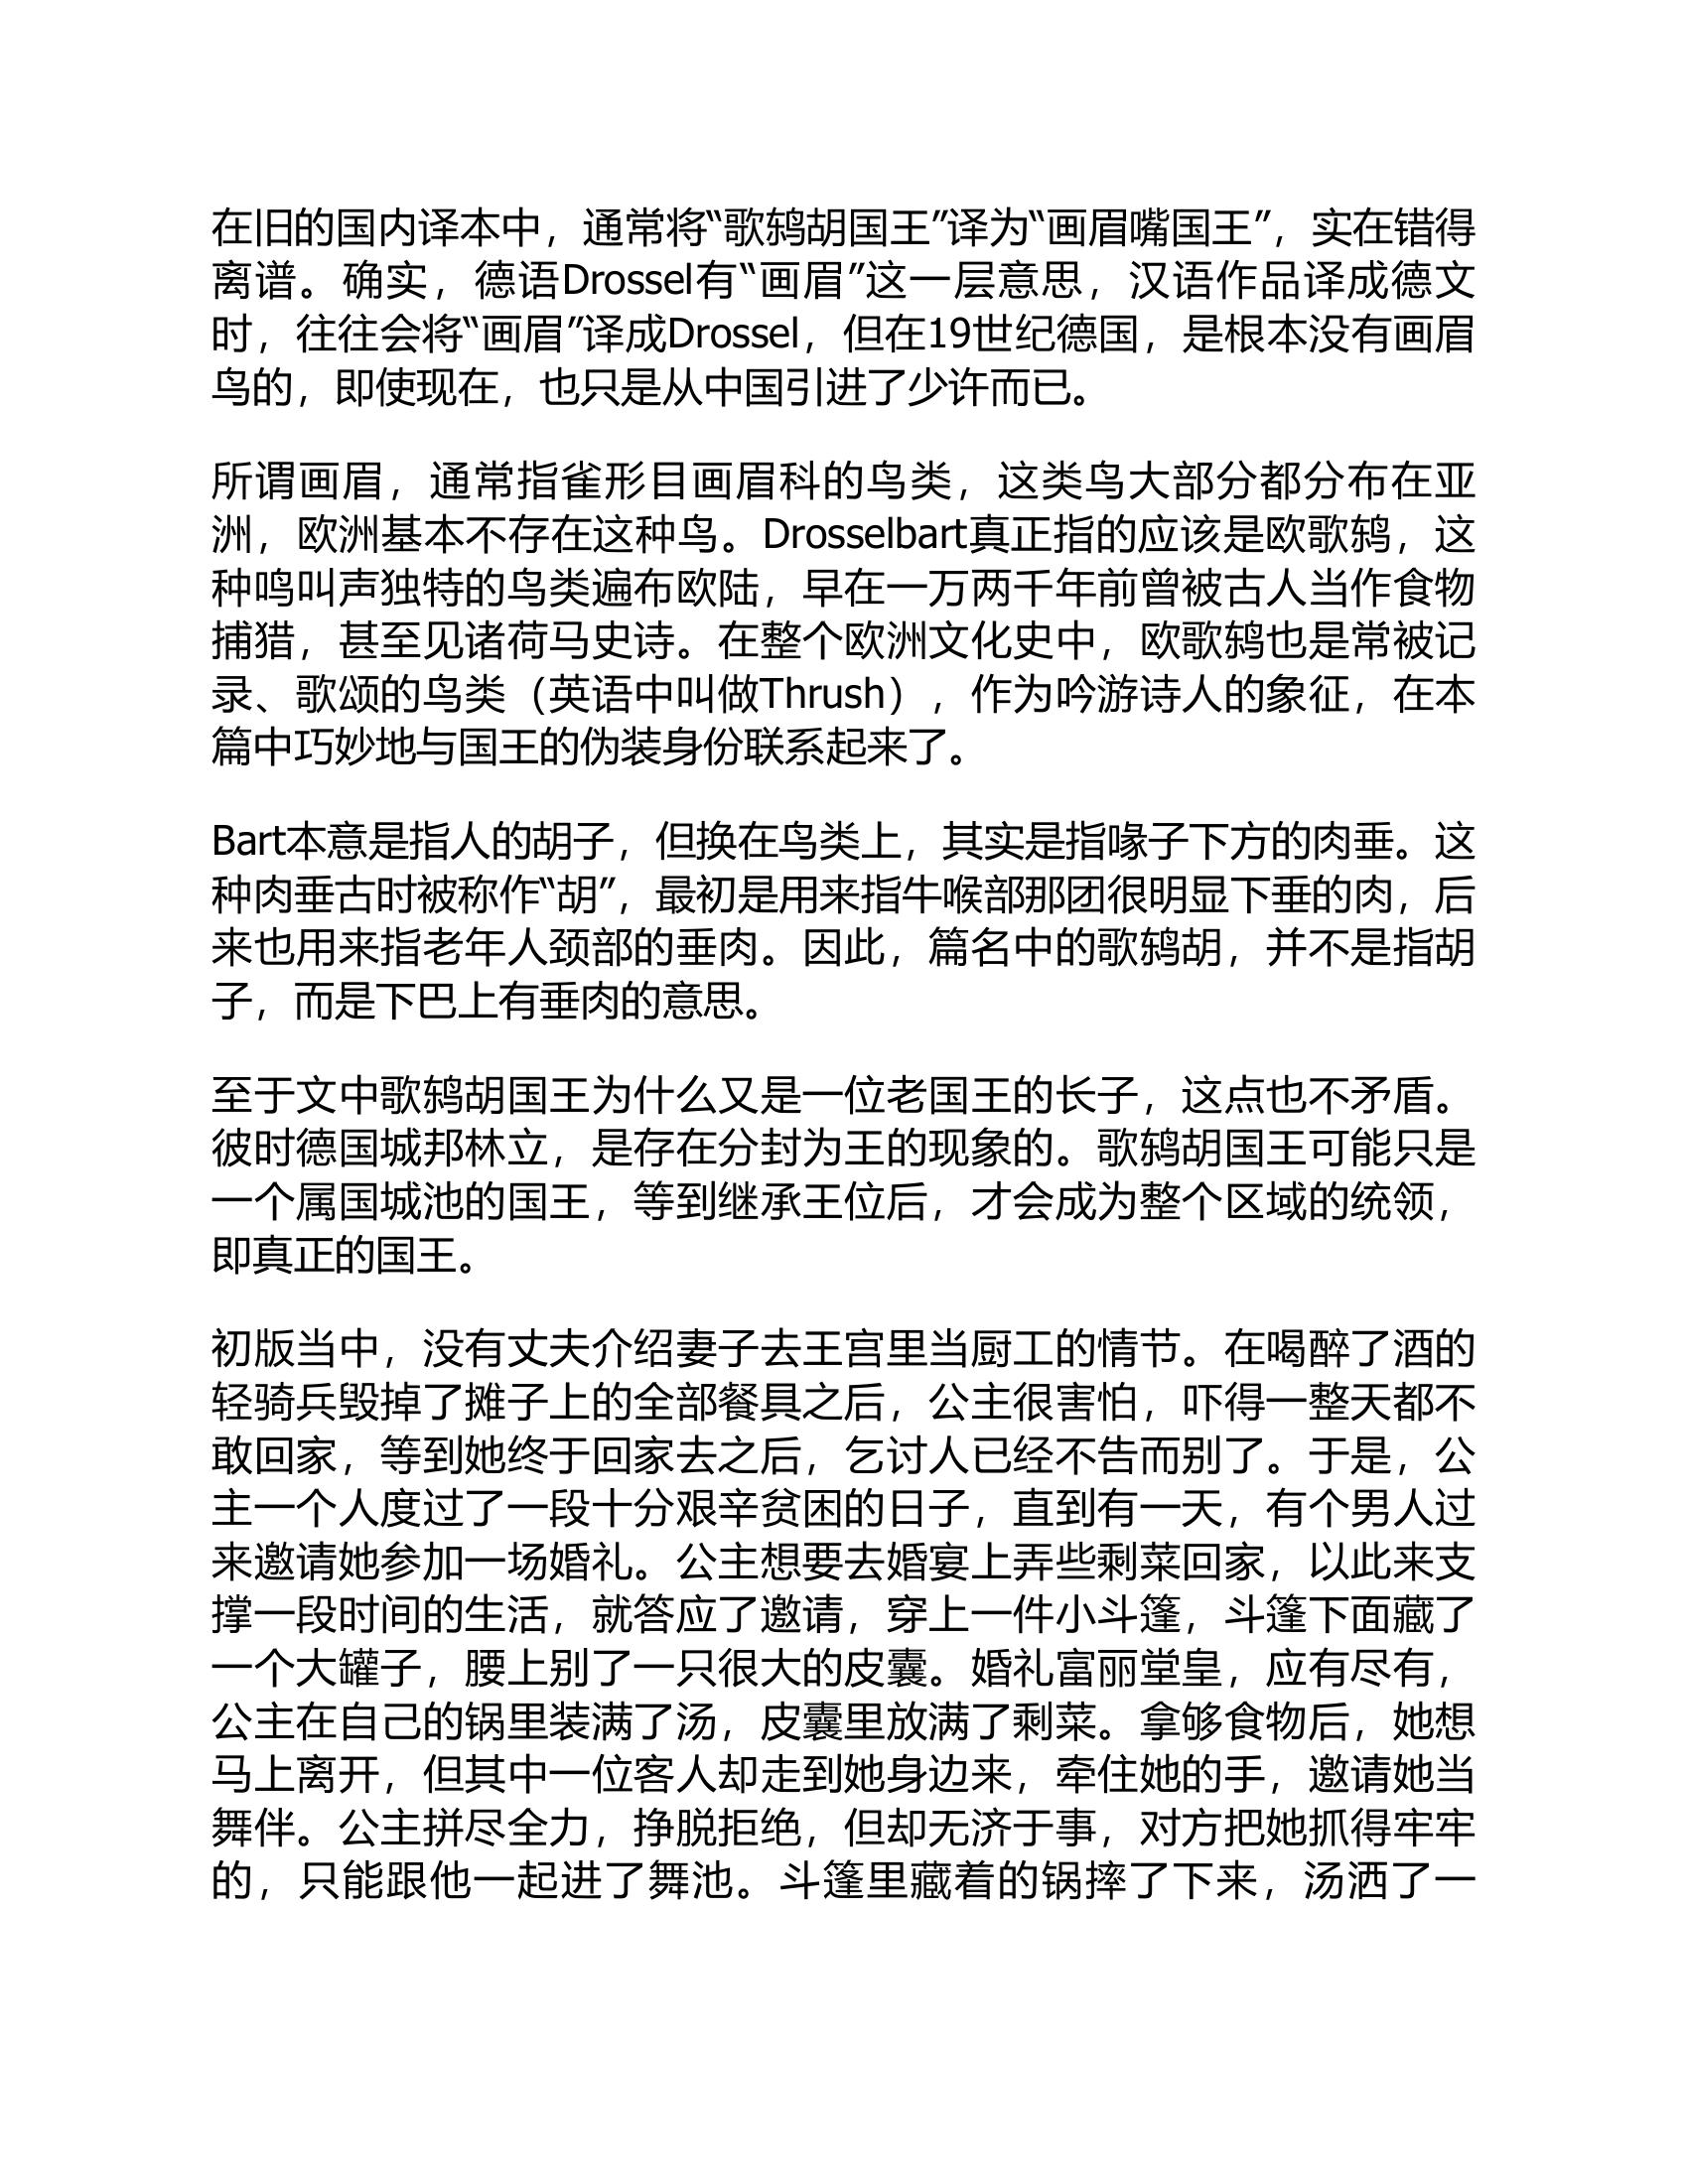 在旧的国内译本中，通常将“歌鸫胡国王”译为“画眉嘴国王”，实在错得
离谱。确实，德语Drossel有“画眉”这一层意思，汉语作品译成德文
时，往往会将“画眉”译成Drossel，但在19世纪德国，是根本没有画眉
鸟的，即使现在，也只是从中国引进了少许而已。
所谓画眉，通常指雀形目画眉科的鸟类，这类鸟大部分都分布在亚
洲，欧洲基本不存在这种鸟。Drosselbart真正指的应该是欧歌鸫，这
种鸣叫声独特的鸟类遍布欧陆，早在一万两千年前曾被古人当作食物
捕猎，甚至见诸荷马史诗。在整个欧洲文化史中，欧歌鸫也是常被记
录、歌颂的鸟类（英语中叫做Thrush），作为吟游诗人的象征，在本
篇中巧妙地与国王的伪装身份联系起来了。
Bart本意是指人的胡子，但换在鸟类上，其实是指喙子下方的肉垂。这
种肉垂古时被称作“胡”，最初是用来指牛喉部那团很明显下垂的肉，后
来也用来指老年人颈部的垂肉。因此，篇名中的歌鸫胡，并不是指胡
子，而是下巴上有垂肉的意思。
至于文中歌鸫胡国王为什么又是一位老国王的长子，这点也不矛盾。
彼时德国城邦林立，是存在分封为王的现象的。歌鸫胡国王可能只是
一个属国城池的国王，等到继承王位后，才会成为整个区域的统领，
即真正的国王。
初版当中，没有丈夫介绍妻子去王宫里当厨工的情节。在喝醉了酒的
轻骑兵毁掉了摊子上的全部餐具之后，公主很害怕，吓得一整天都不
敢回家，等到她终于回家去之后，乞讨人已经不告而别了。于是，公
主一个人度过了一段十分艰辛贫困的日子，直到有一天，有个男人过
来邀请她参加一场婚礼。公主想要去婚宴上弄些剩菜回家，以此来支
撑一段时间的生活，就答应了邀请，穿上一件小斗篷，斗篷下面藏了
一个大罐子，腰上别了一只很大的皮囊。婚礼富丽堂皇，应有尽有，
公主在自己的锅里装满了汤，皮囊里放满了剩菜。拿够食物后，她想
马上离开，但其中一位客人却走到她身边来，牵住她的手，邀请她当
舞伴。公主拼尽全力，挣脱拒绝，但却无济于事，对方把她抓得牢牢
的，只能跟他一起进了舞池。斗篷里藏着的锅摔了下来，汤洒了一